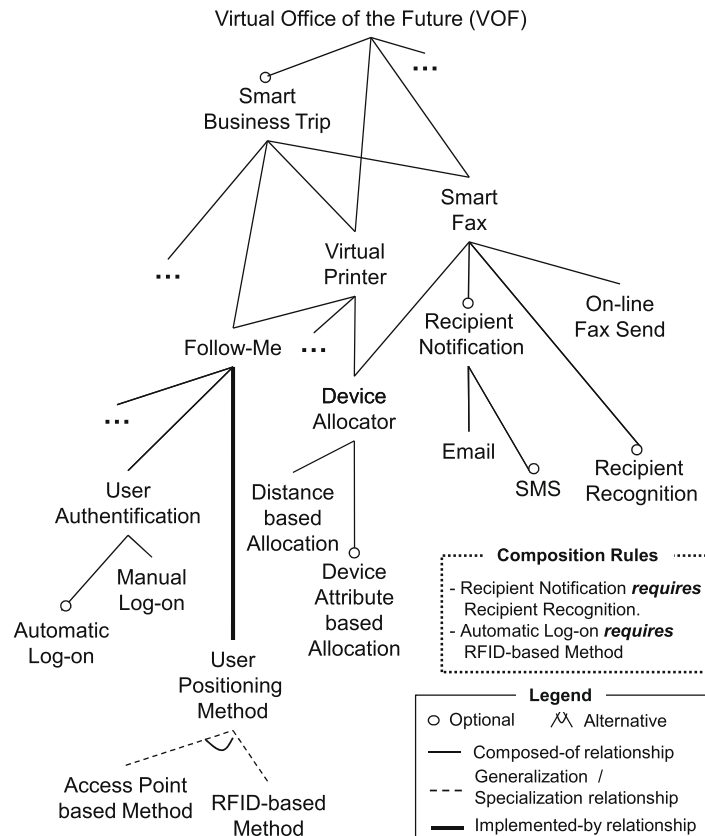 Virtual Office of the Future (VOF)
...
Smart
Business Trip
Smart
Fax
...
Virtual
Printer
On-line
Fax Send
Recipient
Notification
Follow-Me
...
...
Device
Allocator
Email
SMS
Recipient
Recognition
User
Authentification
Distance
based
Allocation
Manual
Log-on
Automatic
Log-on
Device
Attribute
based
Allocation
User
Positioning
Method
Access Point
based Method
RFID-based
Method
Composition Rules
- Recipient Notification requires
Recipient Recognition.
- Automatic Log-on requires
RFID-based Method
Legend
Optional
Alternative
Composed-of relationship
Generalization /
Specialization relationship
Implemented-by relationship